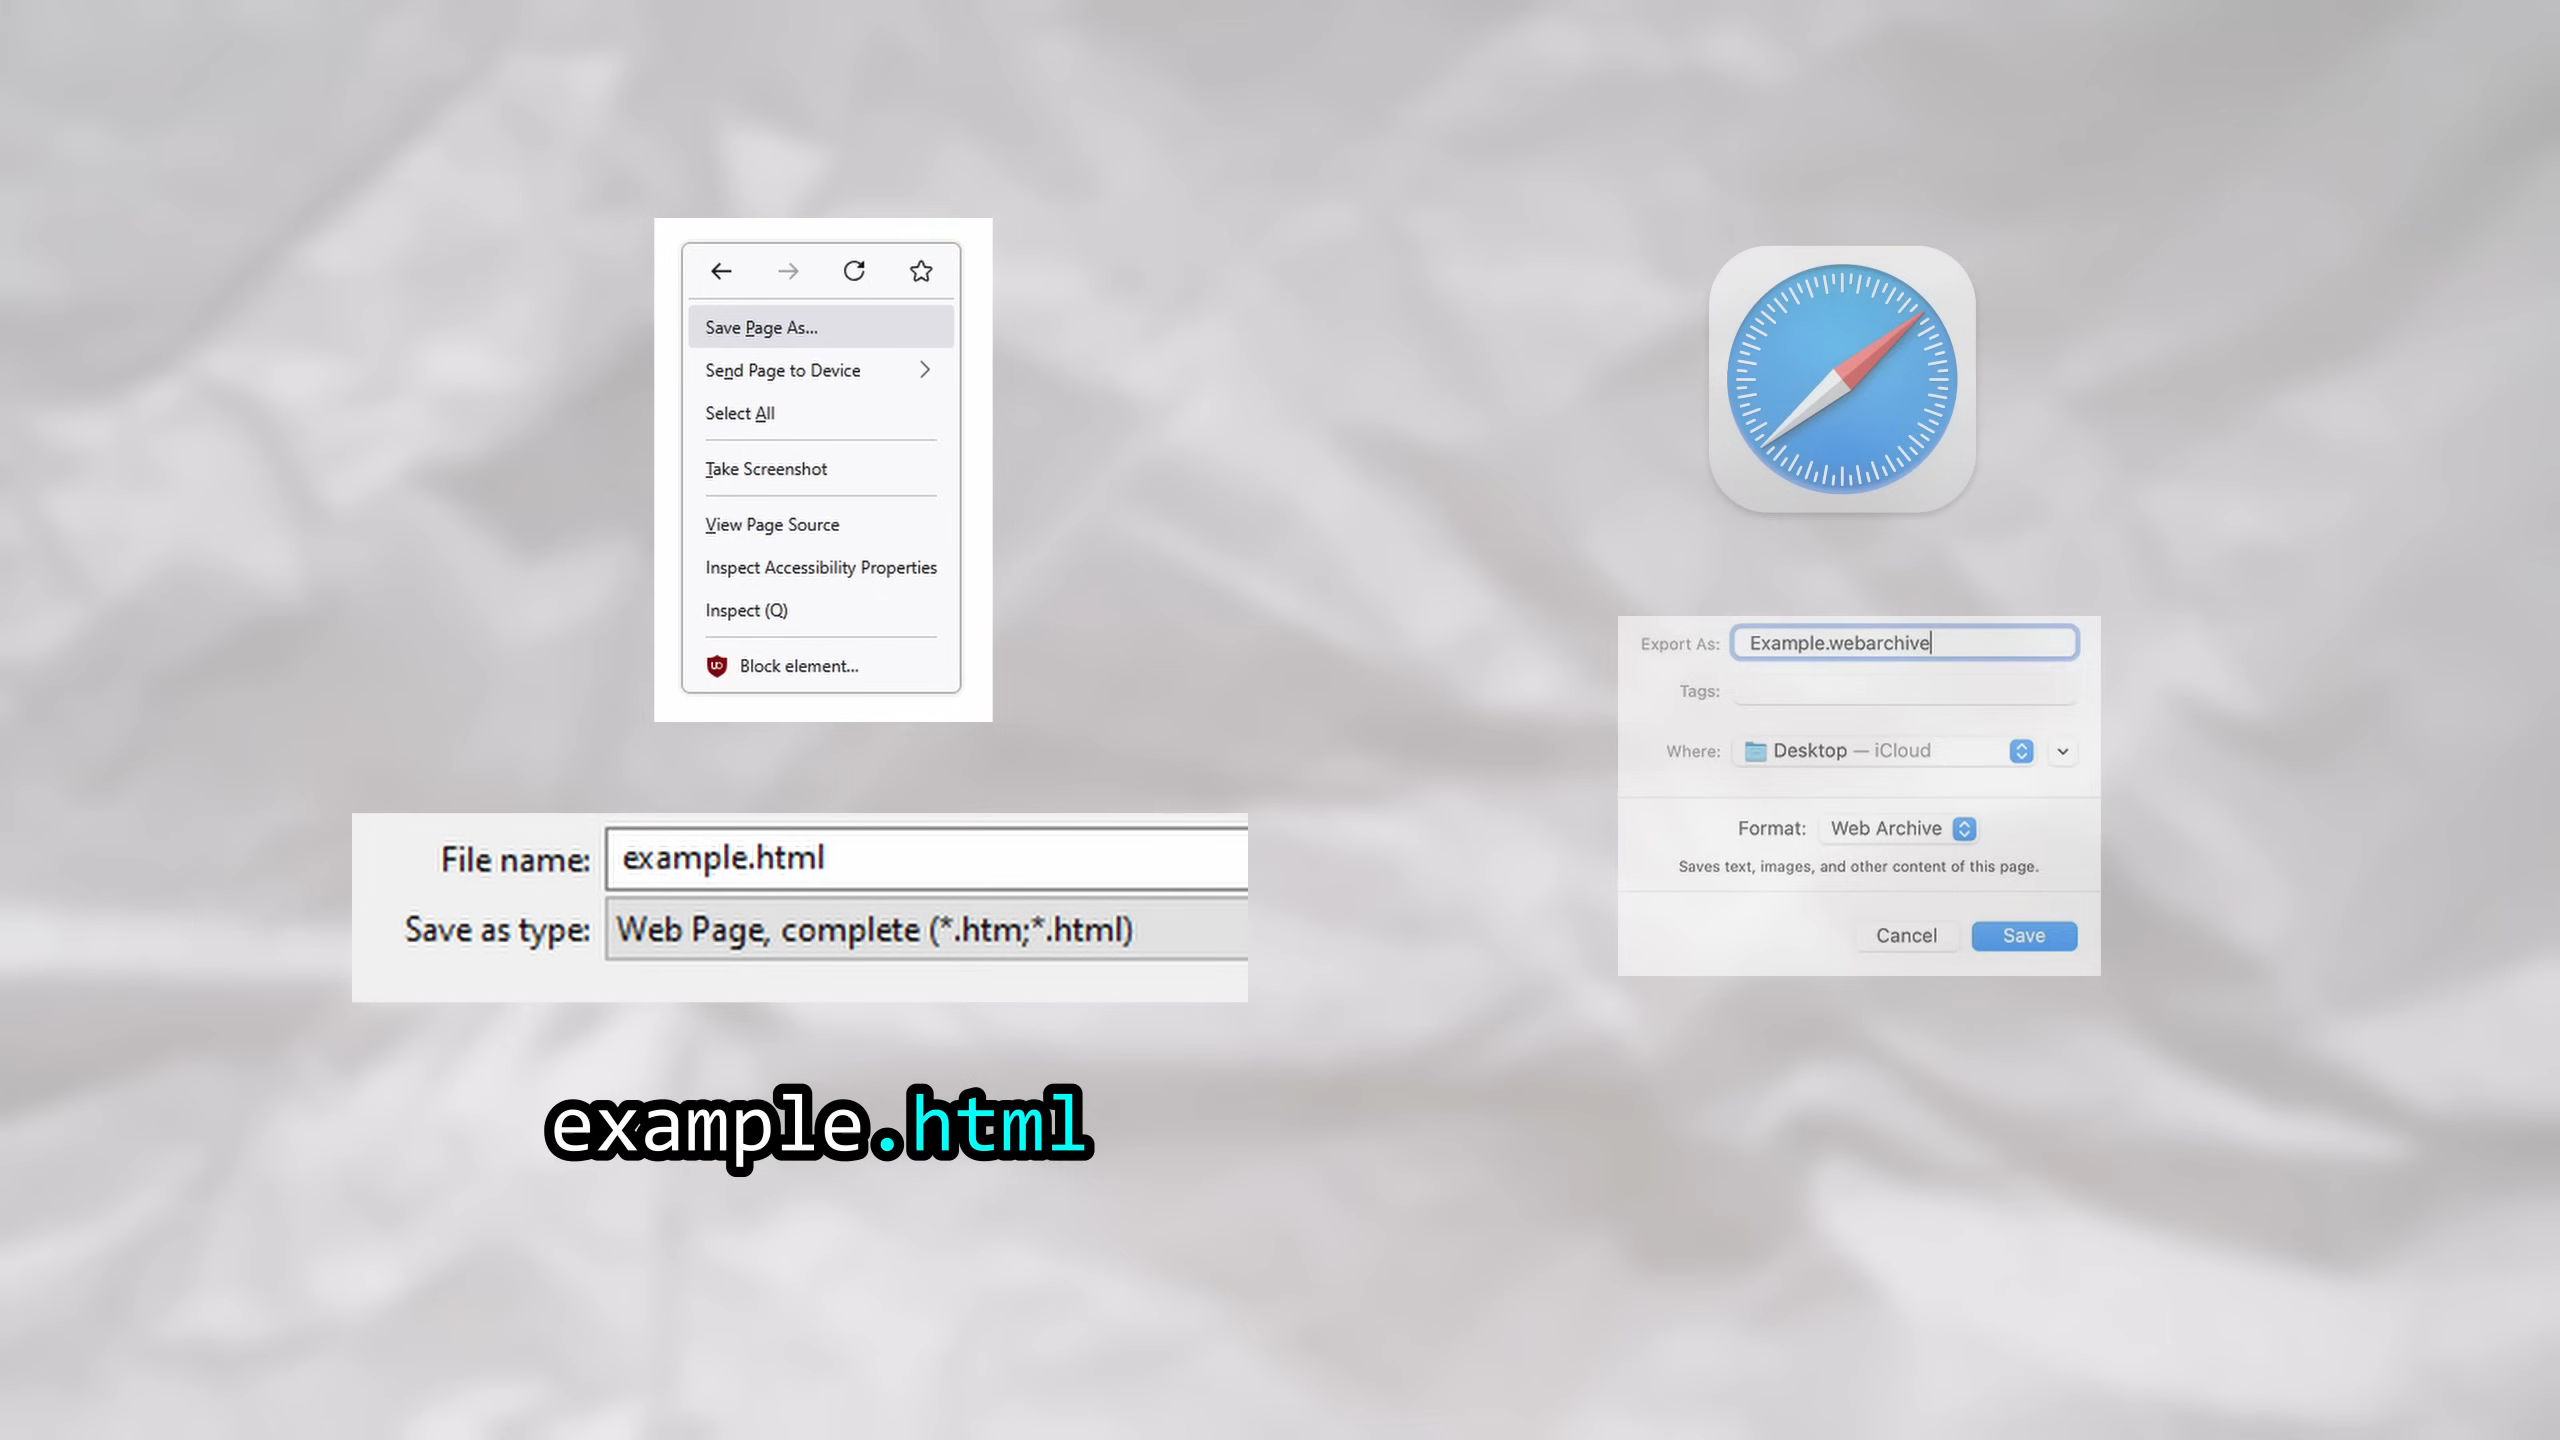 Save Page As...
Send Page to Device
Select All
Take Screenshot
View Page Source
Inspect Accessibility Properties
Inspect (Q)
uo Block element...
File name: example.html
Save as type: Web Page, complete (*.htm;*.html)
example.html
Export As: Example.webarchive
Tags:
Where: Desktop — iCloud
Format: Web Archive
Saves text, images, and other content of this page.
Cancel Save